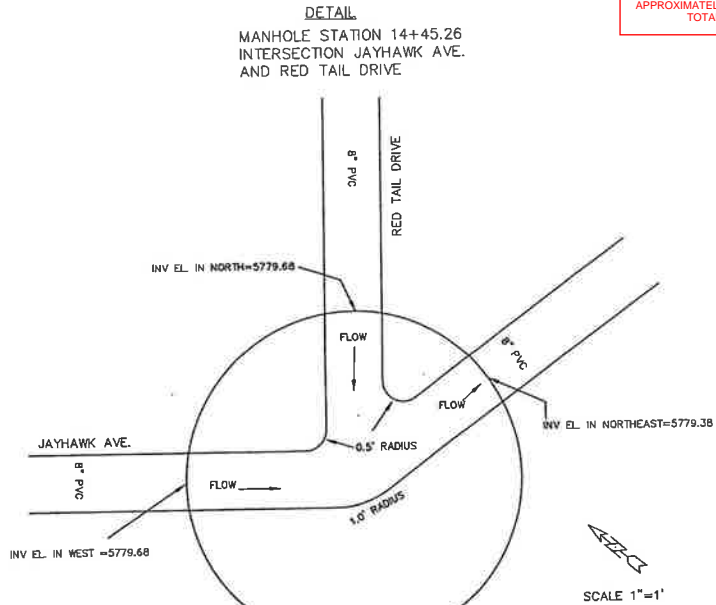 APPROXIMATEL
TOTA
DETAIL
MANHOLE STATION 14+45.26
INTERSECTION JAYHAWK AVE.
AND RED TAIL DRIVE
8" PVC
RED TAIL DRIVE
INV EL. IN NORTH=5779.68
FLOW
8" PVC
FLOW
INV EL. IN NORTHEAST=5779.38
JAYHAWK AVE.
0.5' RADIUS
8" PVC
FLOW
1.0' RADIUS
INV EL. IN WEST =5779.68
SCALE 1"=1'